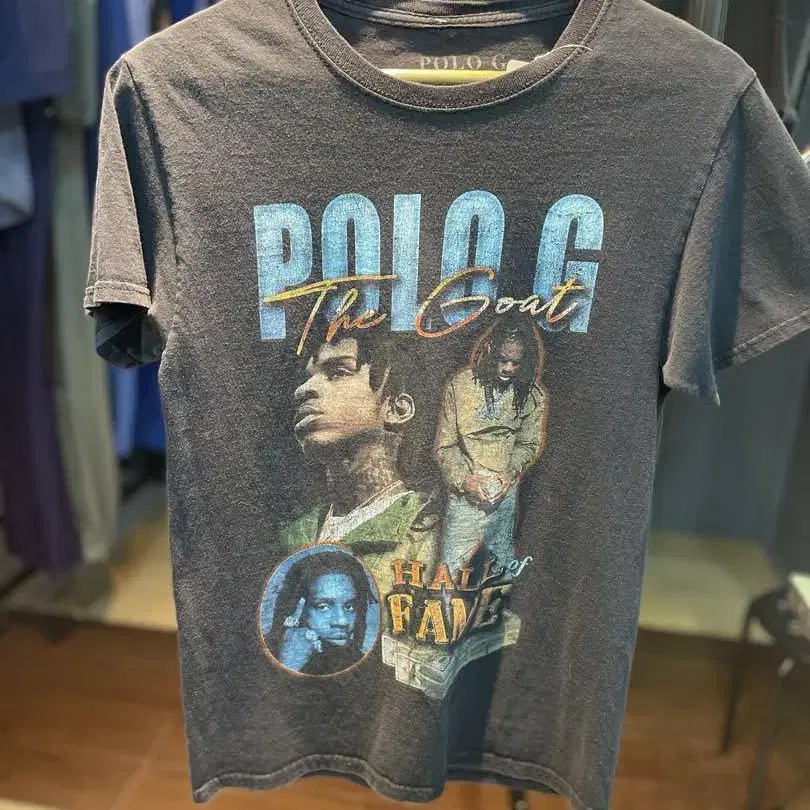 POLO G
POLO G
The Goat
HALL of
FAME